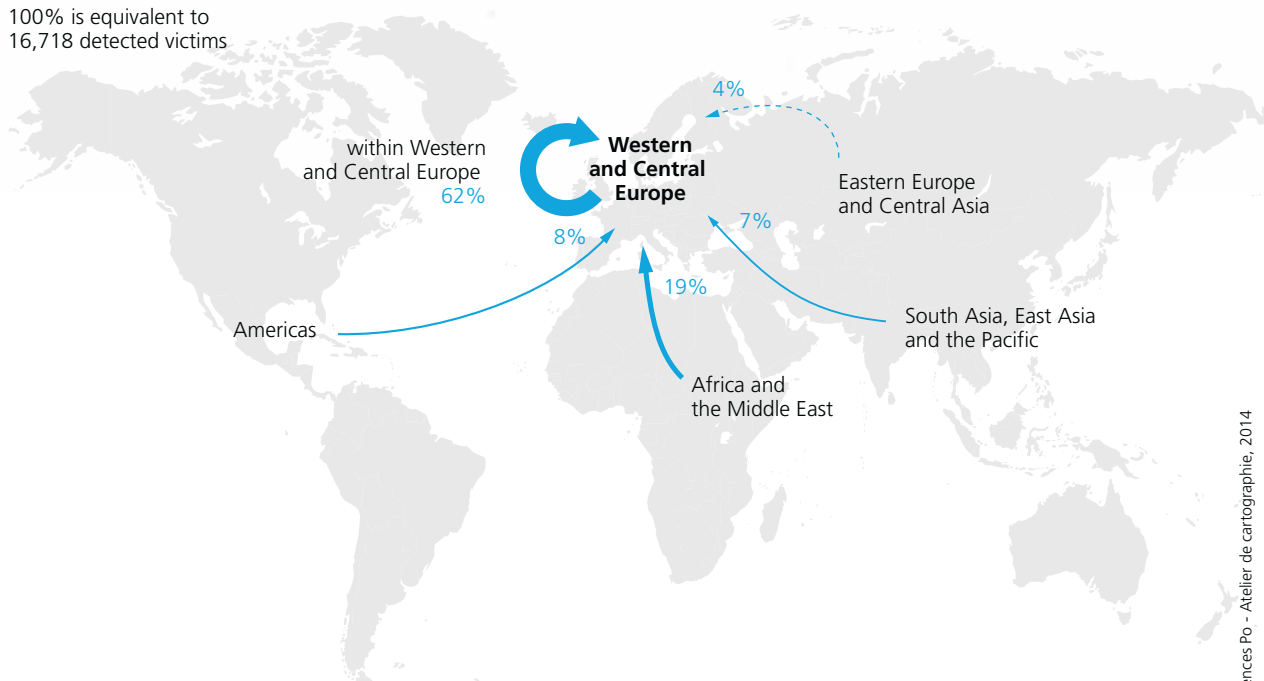 100% is equivalent to
16,718 detected victims
4%
within Western
and Central Europe
62%
Western
and Central
Europe
Eastern Europe
and Central Asia
8%
7%
19%
Americas
South Asia, East Asia
and the Pacific
Africa and
the Middle East
Po - Atelier de cartographie, 2014